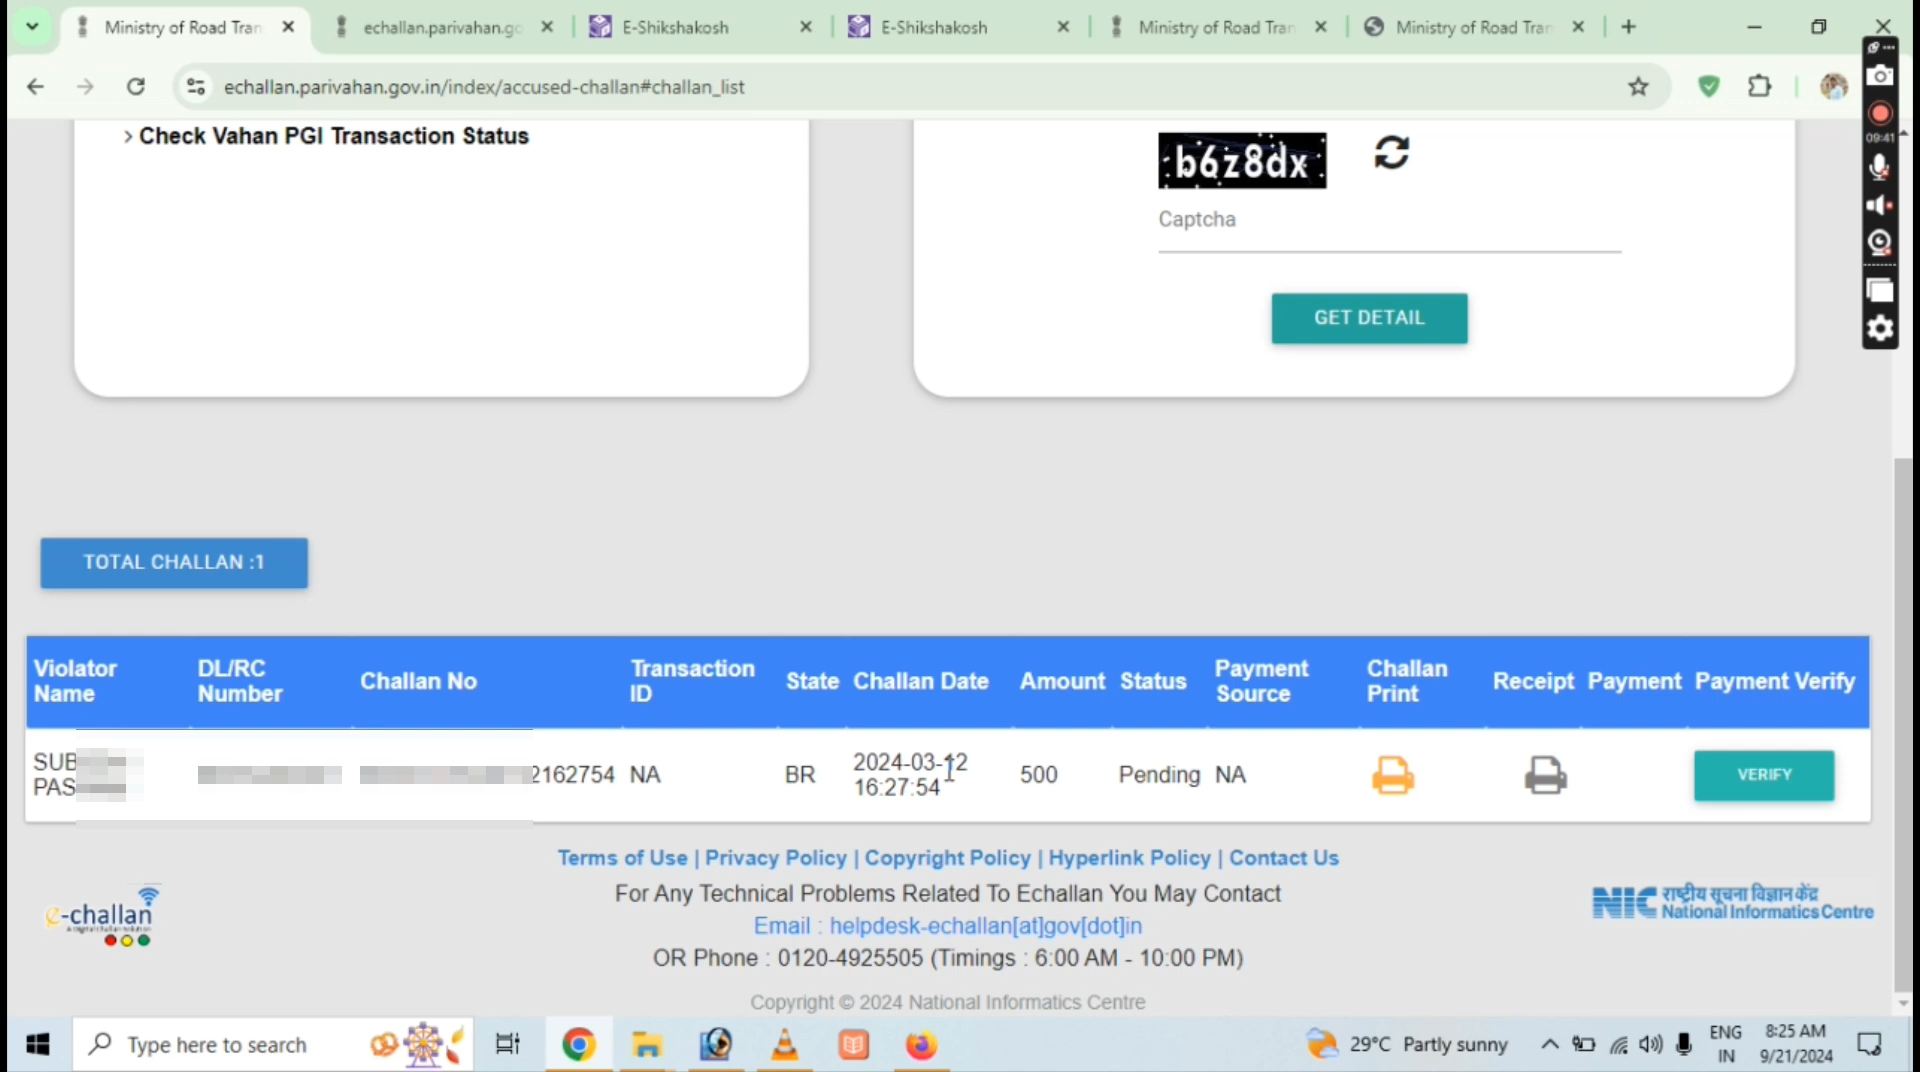 Ministry of Road Tran
echallan.parivahan.go
E-Shikshakosh
E-Shikshakosh
Ministry of Road Tran
Ministry of Road Tran
echallan.parivahan.gov.in/index/accused-challan#challan_list
09:41
> Check Vahan PGI Transaction Status
b6z8dx
Captcha
GET DETAIL
TOTAL CHALLAN :1
Violator Name DL/RC Number Challan No Transaction ID State Challan Date Amount Status Payment Source Challan Print Receipt Payment Payment Verify
SUB
PAS
2162754 NA BR 2024-03-12 16:27:54 500 Pending NA VERIFY
Terms of Use | Privacy Policy | Copyright Policy | Hyperlink Policy | Contact Us
For Any Technical Problems Related To Echallan You May Contact
Email : helpdesk-echallan[at]gov[dot]in
OR Phone : 0120-4925505 (Timings : 6:00 AM - 10:00 PM)
Copyright © 2024 National Informatics Centre
e-challan
NIC राष्ट्रीय सूचना विज्ञान केंद्र
National Informatics Centre
Type here to search
29°C Partly sunny
ENG
IN
8:25 AM
9/21/2024